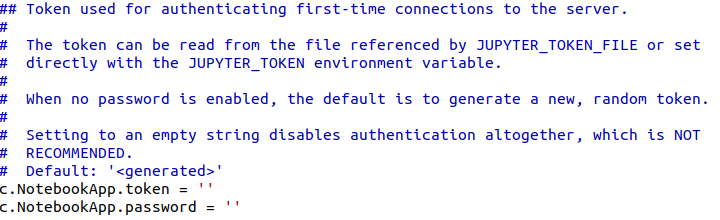 ## Token used for authenticating first-time connections to the server.
#
#  The token can be read from the file referenced by JUPYTER_TOKEN_FILE or set
#  directly with the JUPYTER_TOKEN environment variable.
#
#  When no password is enabled, the default is to generate a new, random token.
#
#  Setting to an empty string disables authentication altogether, which is NOT
#  RECOMMENDED.
#  Default: '<generated>'
c.NotebookApp.token = ''
c.NotebookApp.password = ''